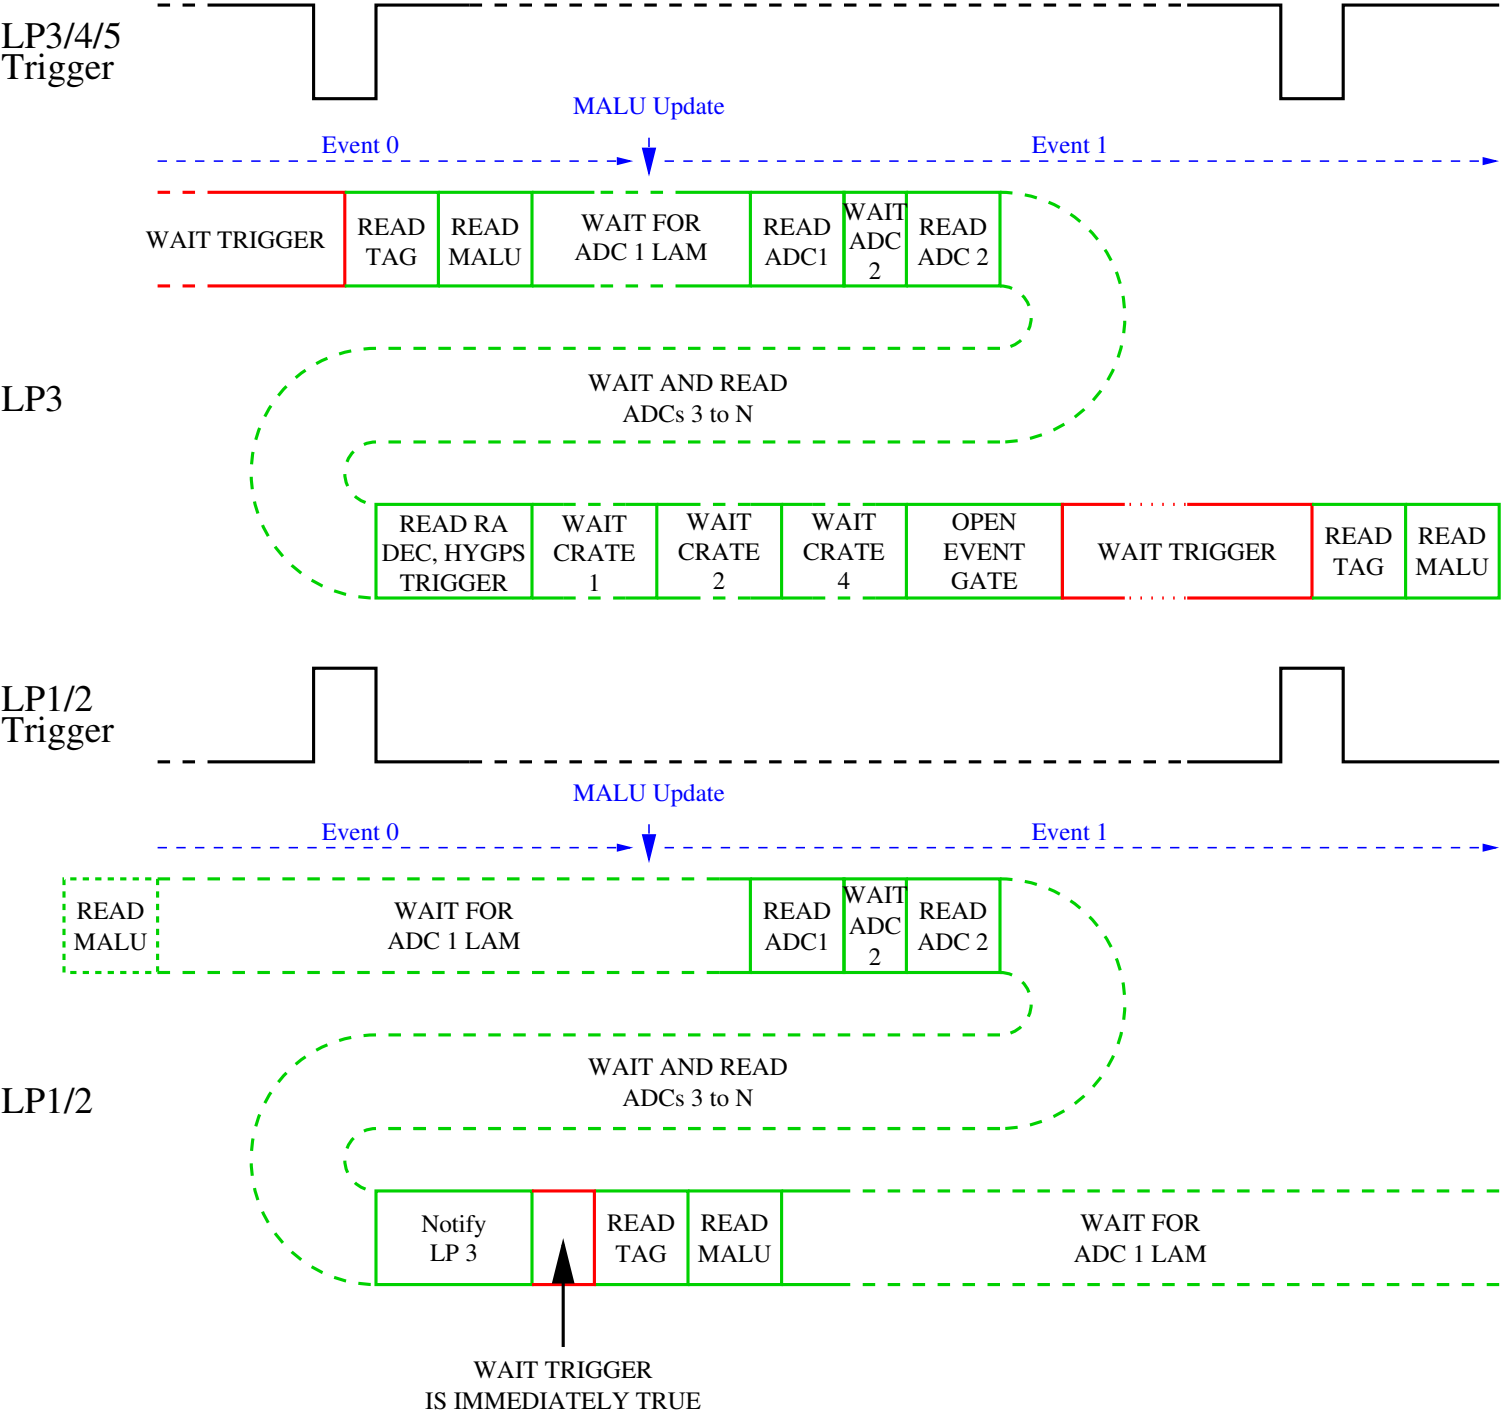 LP3/4/5
Trigger
MALU Update
Event 0
Event 1
WAIT TRIGGER
READ
TAG
READ
MALU
WAIT FOR
ADC 1 LAM
READ
ADC1
WAIT
ADC
2
READ
ADC 2
LP3
WAIT AND READ
ADCs 3 to N
READ RA
DEC, HYGPS
TRIGGER
WAIT
CRATE
1
WAIT
CRATE
2
WAIT
CRATE
4
OPEN
EVENT
GATE
WAIT TRIGGER
READ
TAG
READ
MALU
LP1/2
Trigger
MALU Update
Event 0
Event 1
READ
MALU
WAIT FOR
ADC 1 LAM
READ
ADC1
WAIT
ADC
2
READ
ADC 2
WAIT AND READ
ADCs 3 to N
LP1/2
Notify
LP 3
READ
TAG
READ
MALU
WAIT FOR
ADC 1 LAM
WAIT TRIGGER
IS IMMEDIATELY TRUE